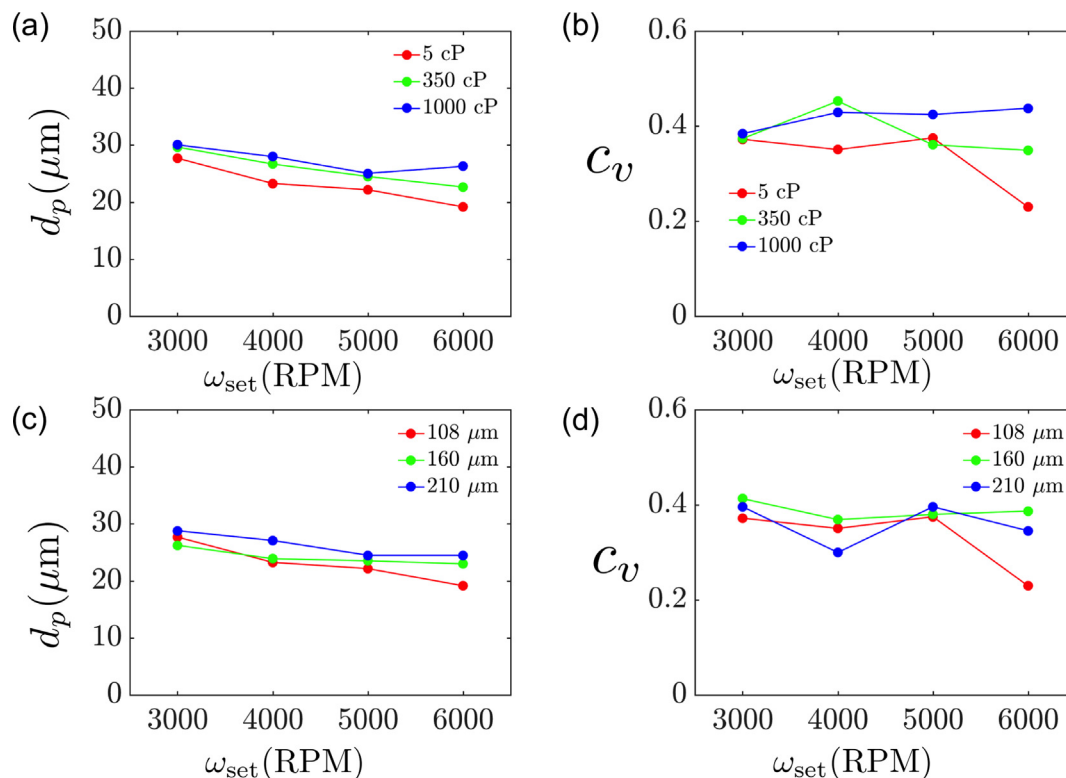 (a)
50
40
30
20
10
0
d_p(μm)
5 cP
350 cP
1000 cP
3000 4000 5000 6000
ω_set(RPM)
(b)
0.6
0.4
0.2
0
c_v
5 cP
350 cP
1000 cP
3000 4000 5000 6000
ω_set(RPM)
(c)
50
40
30
20
10
0
d_p(μm)
108 μm
160 μm
210 μm
3000 4000 5000 6000
ω_set(RPM)
(d)
0.6
0.4
0.2
0
c_v
108 μm
160 μm
210 μm
3000 4000 5000 6000
ω_set(RPM)